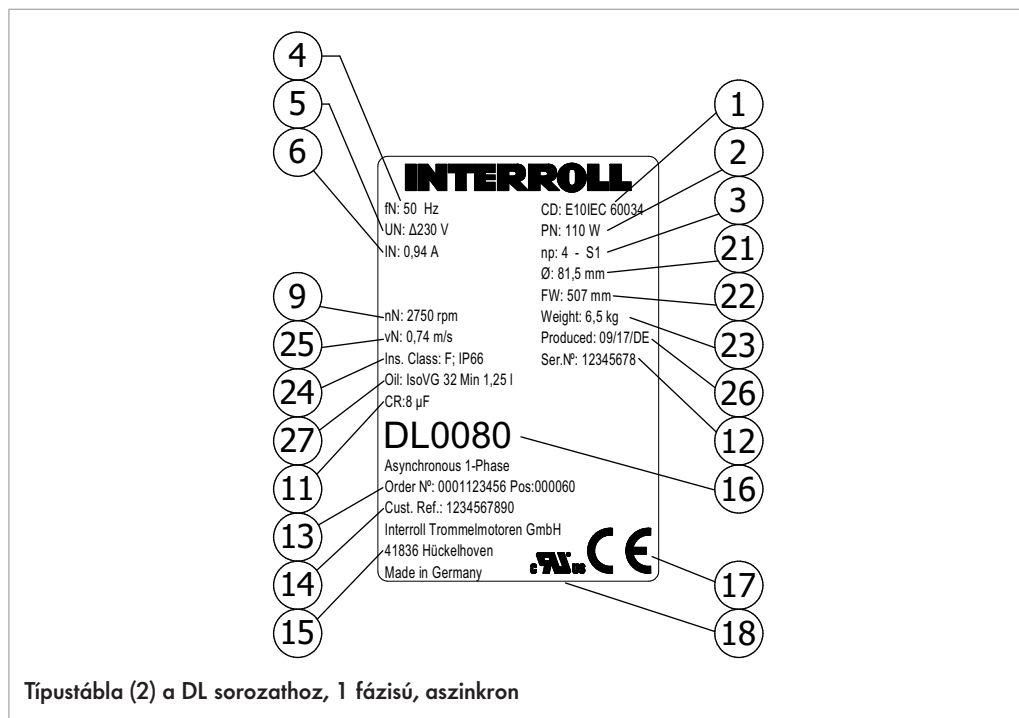 4
5
6
9
25
24
27
11
13
14
15
1
2
3
21
22
23
26
12
16
17
18
INTERROLL
fN: 50 Hz
UN: Δ230 V
IN: 0,94 A
CD: E10IEC 60034
PN: 110 W
np: 4 - S1
Ø: 81,5 mm
FW: 507 mm
Weight: 6,5 kg
Produced: 09/17/DE
Ser.Nº: 12345678
nN: 2750 rpm
vN: 0,74 m/s
Ins. Class: F; IP66
Oil: IsoVG 32 Min 1,25 l
CR:8 µF
DL0080
Asynchronous 1-Phase
Order Nº: 0001123456 Pos:000060
Cust. Ref.: 1234567890
Interroll Trommelmotoren GmbH
41836 Hückelhoven
Made in Germany
c RU us CE
Típustábla (2) a DL sorozathoz, 1 fázisú, aszinkron